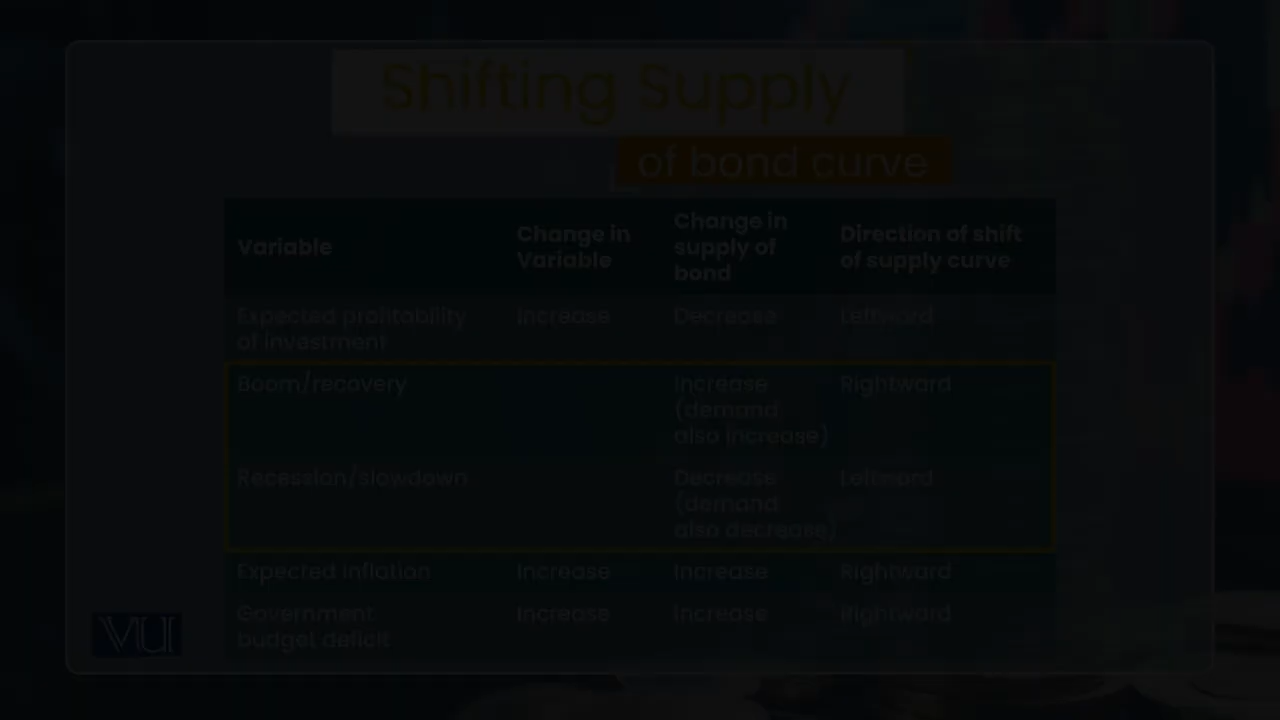 Shifting Supply
of bond curve
Variable
Change in
Variable
Change in
supply of
bond
Direction of shift
of supply curve
Expected profitability
of investment
Increase
Decrease
Leftward
Boom/recovery
Increase
(demand
also increase)
Rightward
Recession/slowdown
Decrease
(demand
also decrease)
Leftward
Expected inflation
Increase
Increase
Rightward
Government
budget deficit
Increase
Increase
Rightward
VU